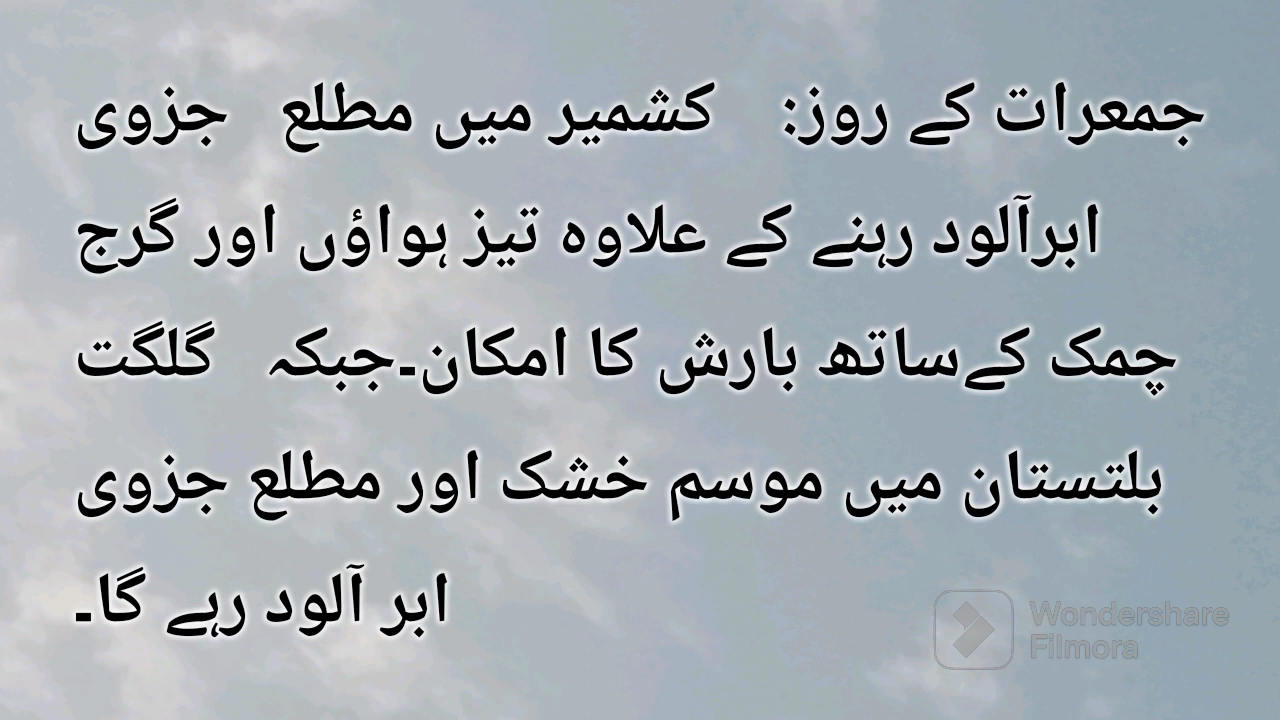 جمعرات کے روز: کشمیر میں مطلع جزوی
ابرآلود رہنے کے علاوہ تیز ہواؤں اور گرج
چمک کےساتھ بارش کا امکان۔جبکہ گلگت
بلتستان میں موسم خشک اور مطلع جزوی
ابر آلود رہے گا۔
Wondershare
Filmora